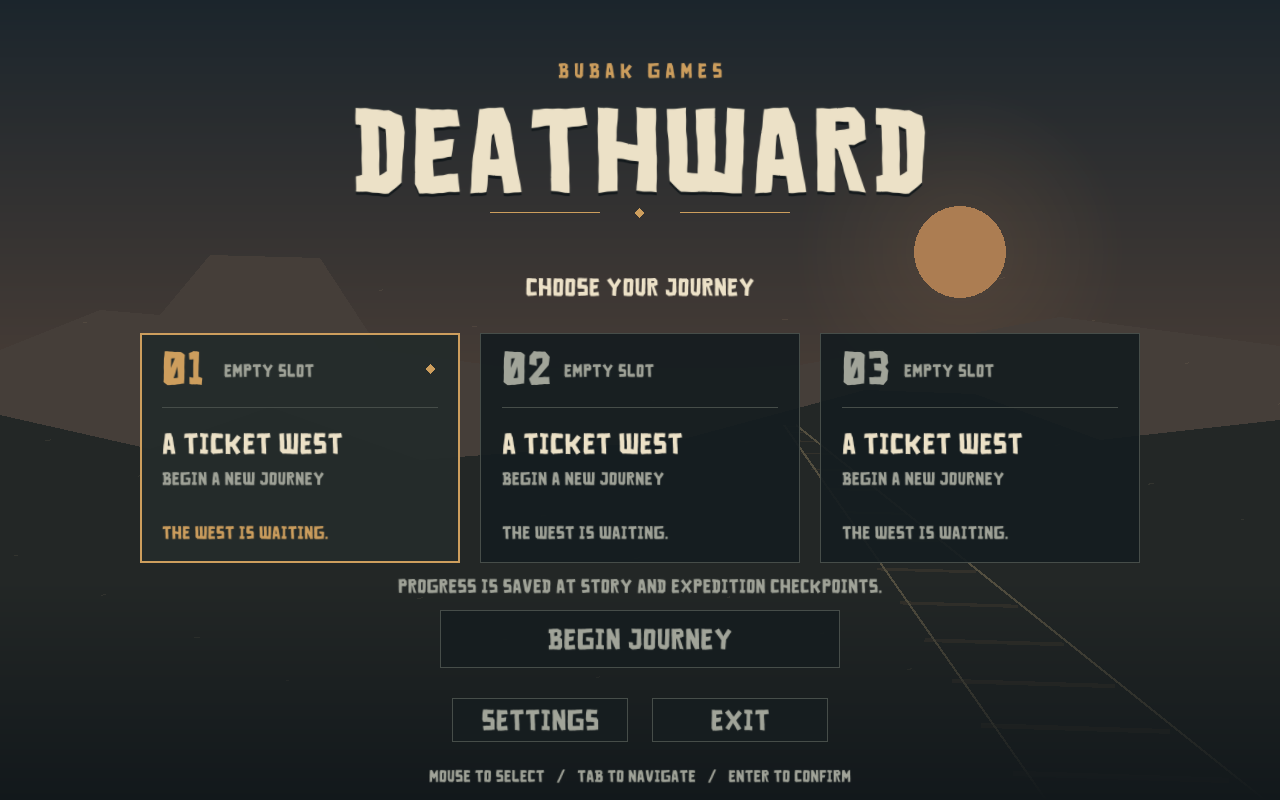 BUBAK GAMES
DEATHWARD
CHOOSE YOUR JOURNEY
01 EMPTY SLOT
A TICKET WEST
BEGIN A NEW JOURNEY
THE WEST IS WAITING.
02 EMPTY SLOT
A TICKET WEST
BEGIN A NEW JOURNEY
THE WEST IS WAITING.
03 EMPTY SLOT
A TICKET WEST
BEGIN A NEW JOURNEY
THE WEST IS WAITING.
PROGRESS IS SAVED AT STORY AND EXPEDITION CHECKPOINTS.
BEGIN JOURNEY
SETTINGS
EXIT
MOUSE TO SELECT / TAB TO NAVIGATE / ENTER TO CONFIRM